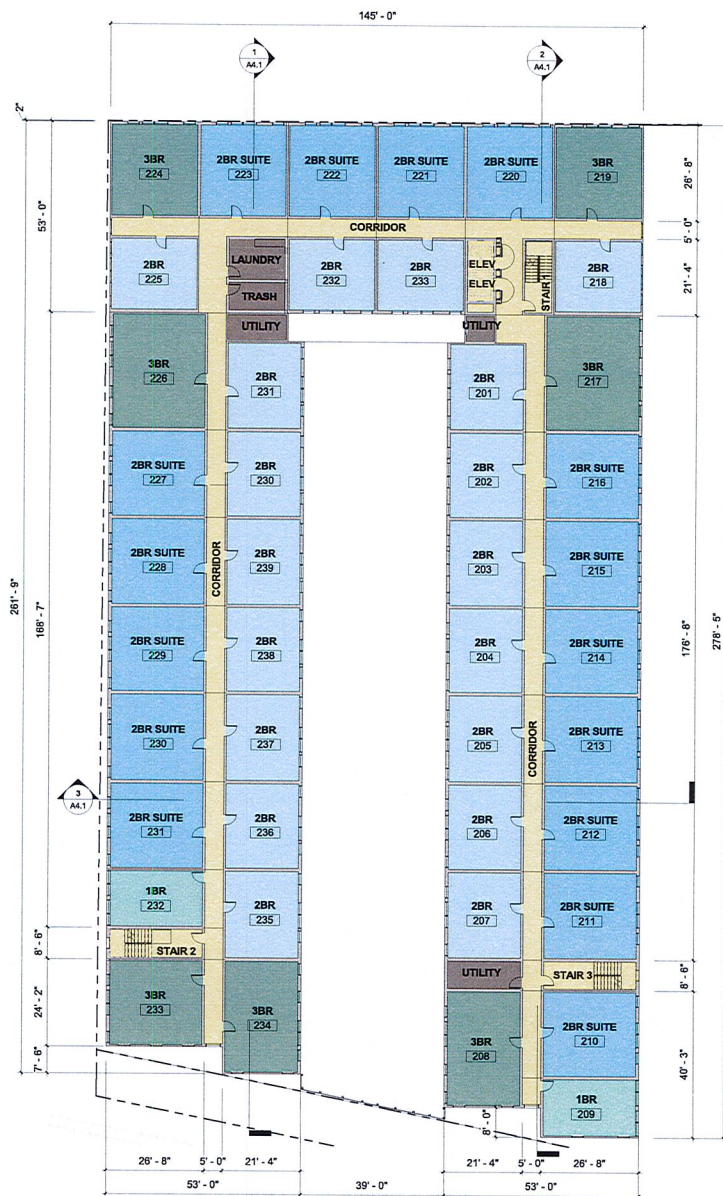 145' - 0"
1
A4.1
2
A4.1
2"
53' - 0"
261' - 9"
168' - 7"
8' - 6"
24' - 2"
7' - 6"
26' - 8"
5' - 0"
21' - 4"
176' - 8"
278' - 5"
8' - 6"
40' - 3"
3BR
224
2BR SUITE
223
2BR SUITE
222
2BR SUITE
221
2BR SUITE
220
3BR
219
CORRIDOR
2BR
225
LAUNDRY
TRASH
UTILITY
2BR
232
2BR
233
ELEV
ELEV
UTILITY
2BR
218
3BR
226
2BR
231
2BR
201
3BR
217
2BR SUITE
227
2BR
230
2BR
202
2BR SUITE
216
2BR SUITE
228
CORRIDOR
2BR
239
2BR
203
2BR SUITE
215
2BR SUITE
229
2BR
238
2BR
204
2BR SUITE
214
2BR SUITE
230
2BR
237
2BR
205
CORRIDOR
2BR SUITE
213
3
A4.1
2BR SUITE
231
2BR
236
2BR
206
2BR SUITE
212
1BR
232
2BR
235
2BR
207
2BR SUITE
211
STAIR 2
UTILITY
STAIR 3
3BR
233
3BR
234
3BR
208
2BR SUITE
210
1BR
209
8' - 0"
26' - 8"
5' - 0"
21' - 4"
21' - 4"
5' - 0"
26' - 8"
53' - 0"
39' - 0"
53' - 0"